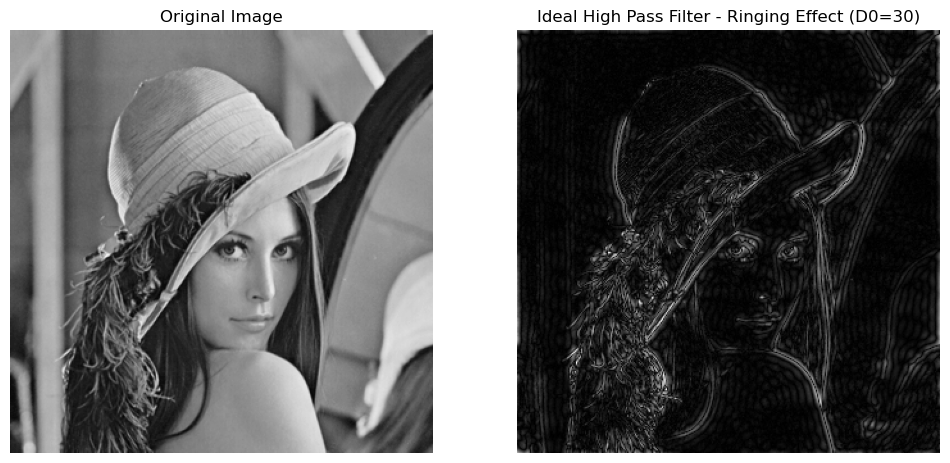 Original Image
Ideal High Pass Filter - Ringing Effect (D0=30)